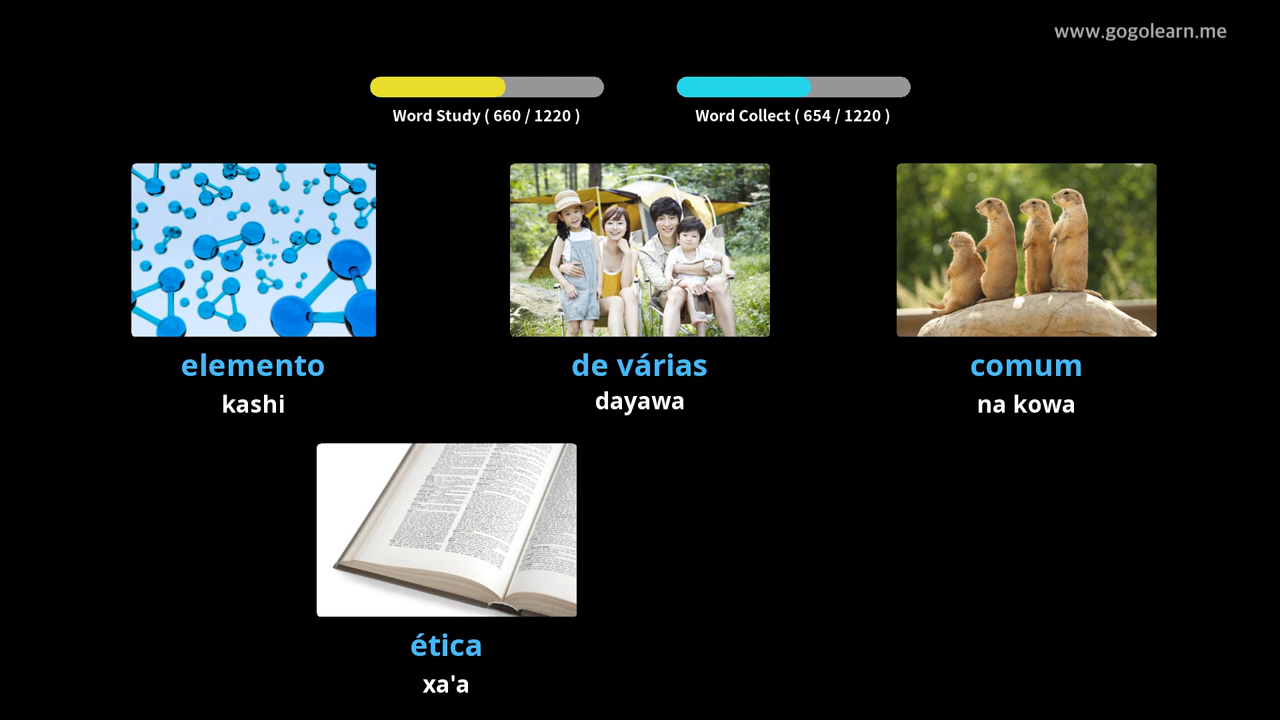 www.gogolearn.me
Word Study ( 660 / 1220 )
Word Collect ( 654 / 1220 )
elemento
kashi
de várias
dayawa
comum
na kowa
ética
xa'a